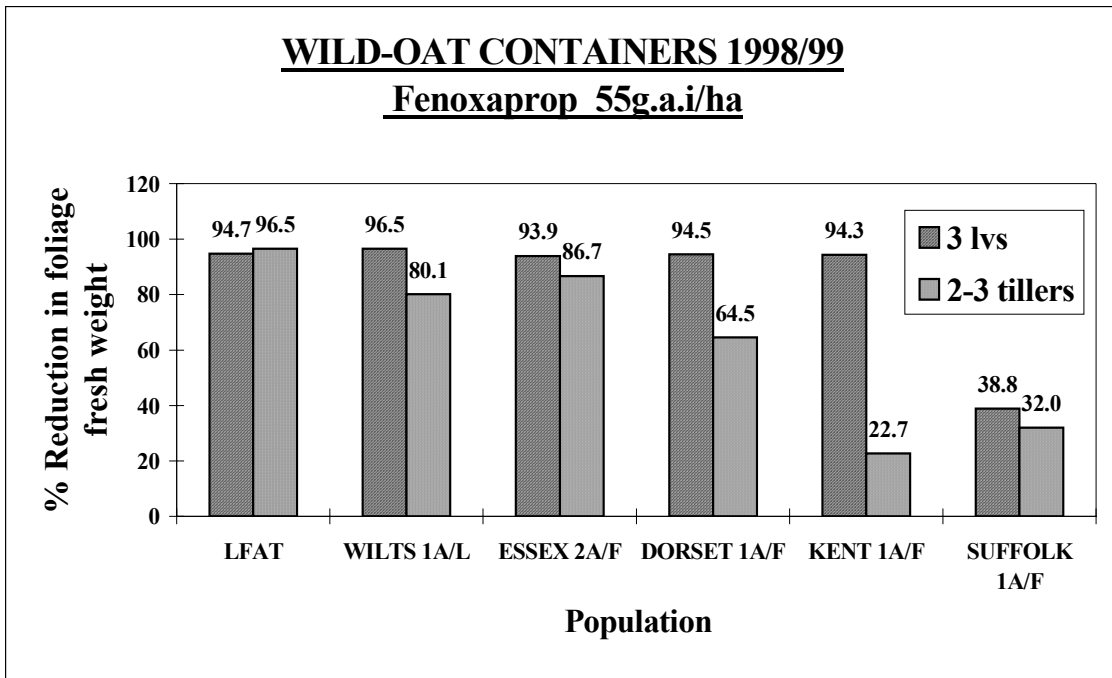 WILD-OAT CONTAINERS 1998/99
Fenoxaprop 55g.a.i/ha
% Reduction in foliage
fresh weight
120
100
80
60
40
20
0
94.7
96.5
96.5
80.1
93.9
86.7
94.5
64.5
94.3
22.7
38.8
32.0
3 lvs
2-3 tillers
LFAT
WILTS 1A/L
ESSEX 2A/F
DORSET 1A/F
KENT 1A/F
SUFFOLK
1A/F
Population